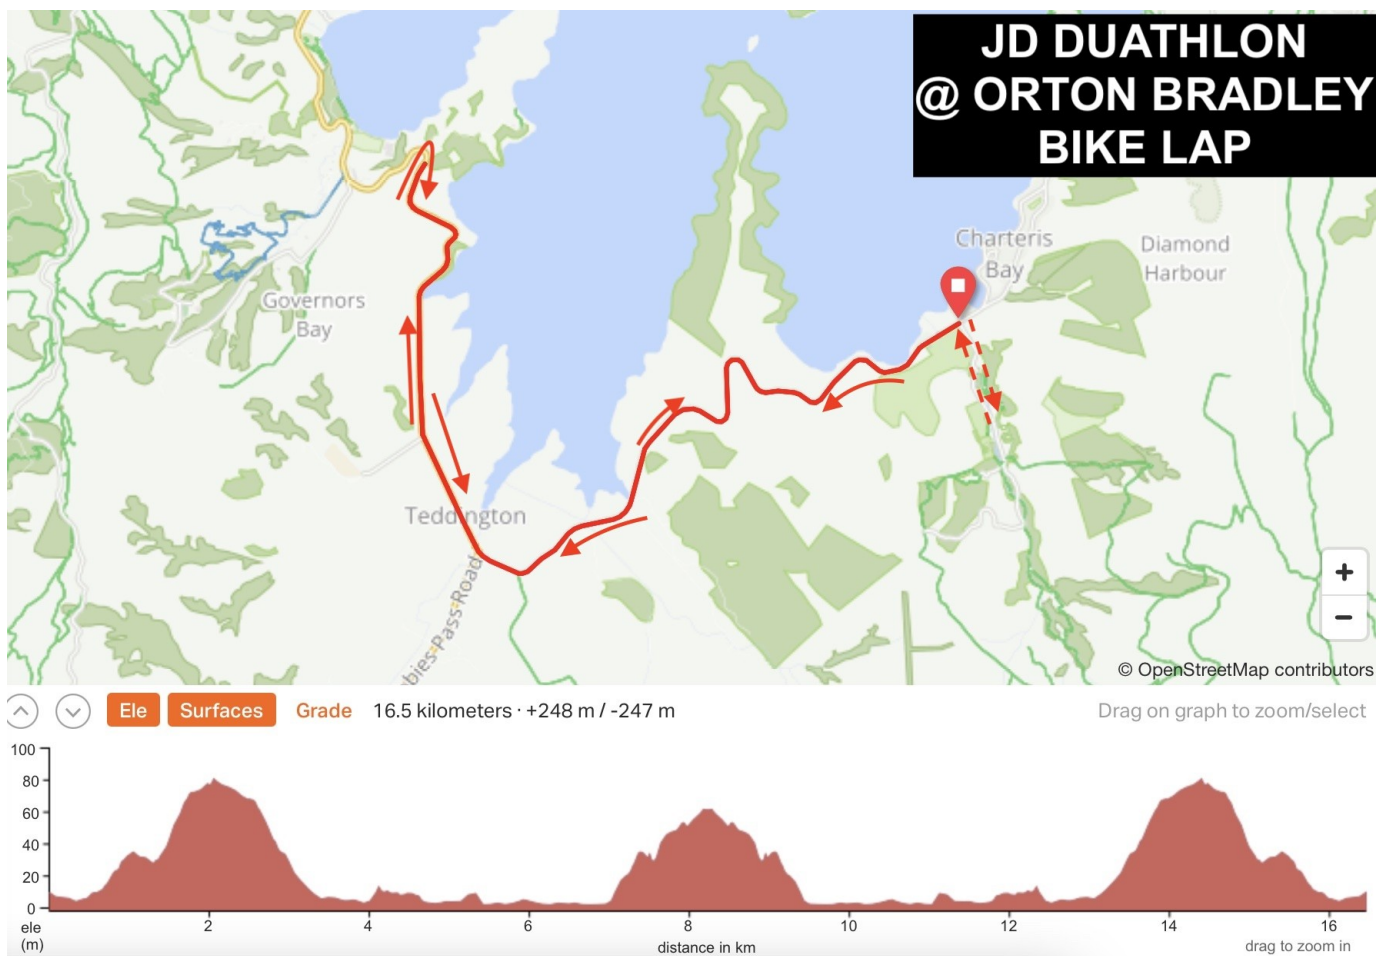 JD DUATHLON
@ ORTON BRADLEY
BIKE LAP
Charteris
Bay
Diamond
Harbour
Governors
Bay
Teddington
bies Pass Road
+
−
© OpenStreetMap contributors
Ele
Surfaces
Grade
16.5 kilometers · +248 m / -247 m
Drag on graph to zoom/select
100
80
60
40
20
0
ele
(m)
2
4
6
8
10
12
14
16
distance in km
drag to zoom in